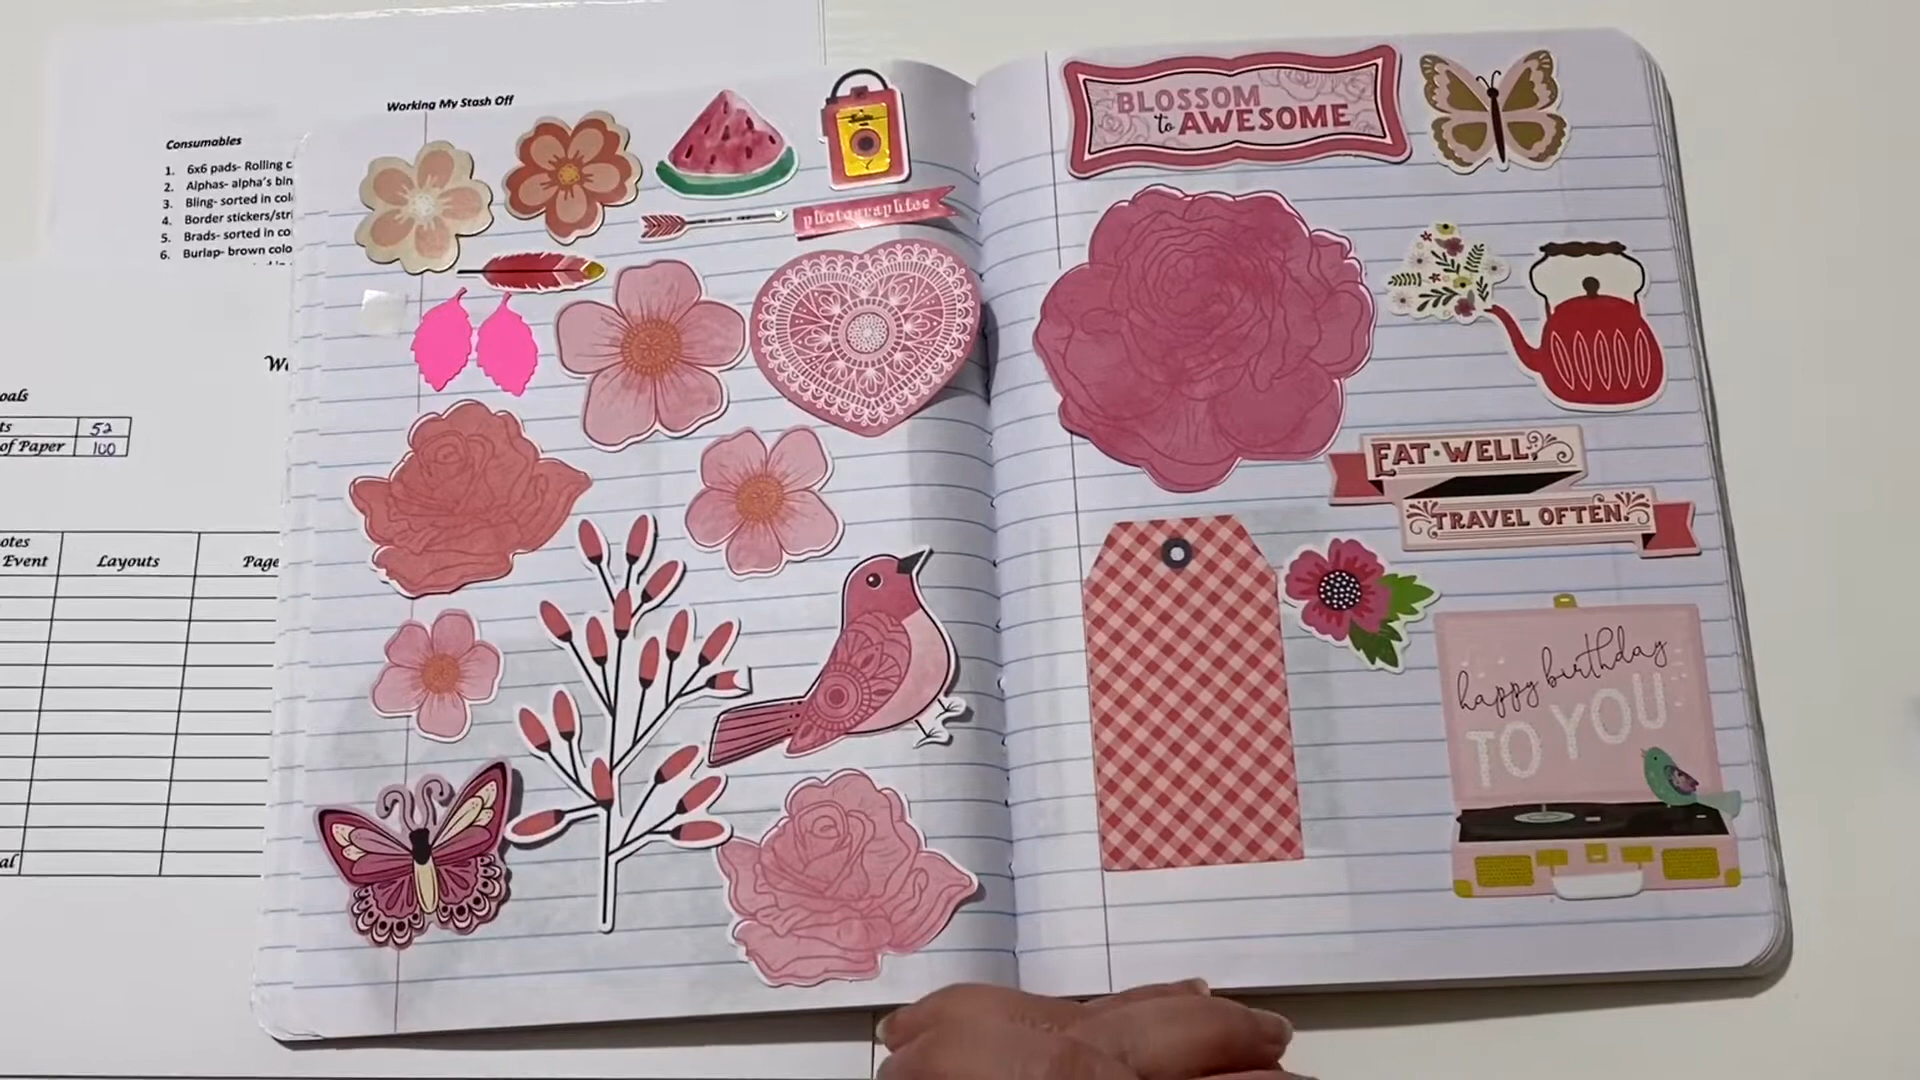 Working My Stash Off
Consumables
1. 6x6 pads- Rolling c
2. Alphas- alpha's bin
3. Bling- sorted in col
4. Border stickers/stri
5. Brads- sorted in co
6. Burlap- brown colo
oals
ts 52
of Paper 100
otes
Event Layouts Page
al
photographies
BLOSSOM
to AWESOME
EAT·WELL,
TRAVEL OFTEN.
happy birthday
TO YOU